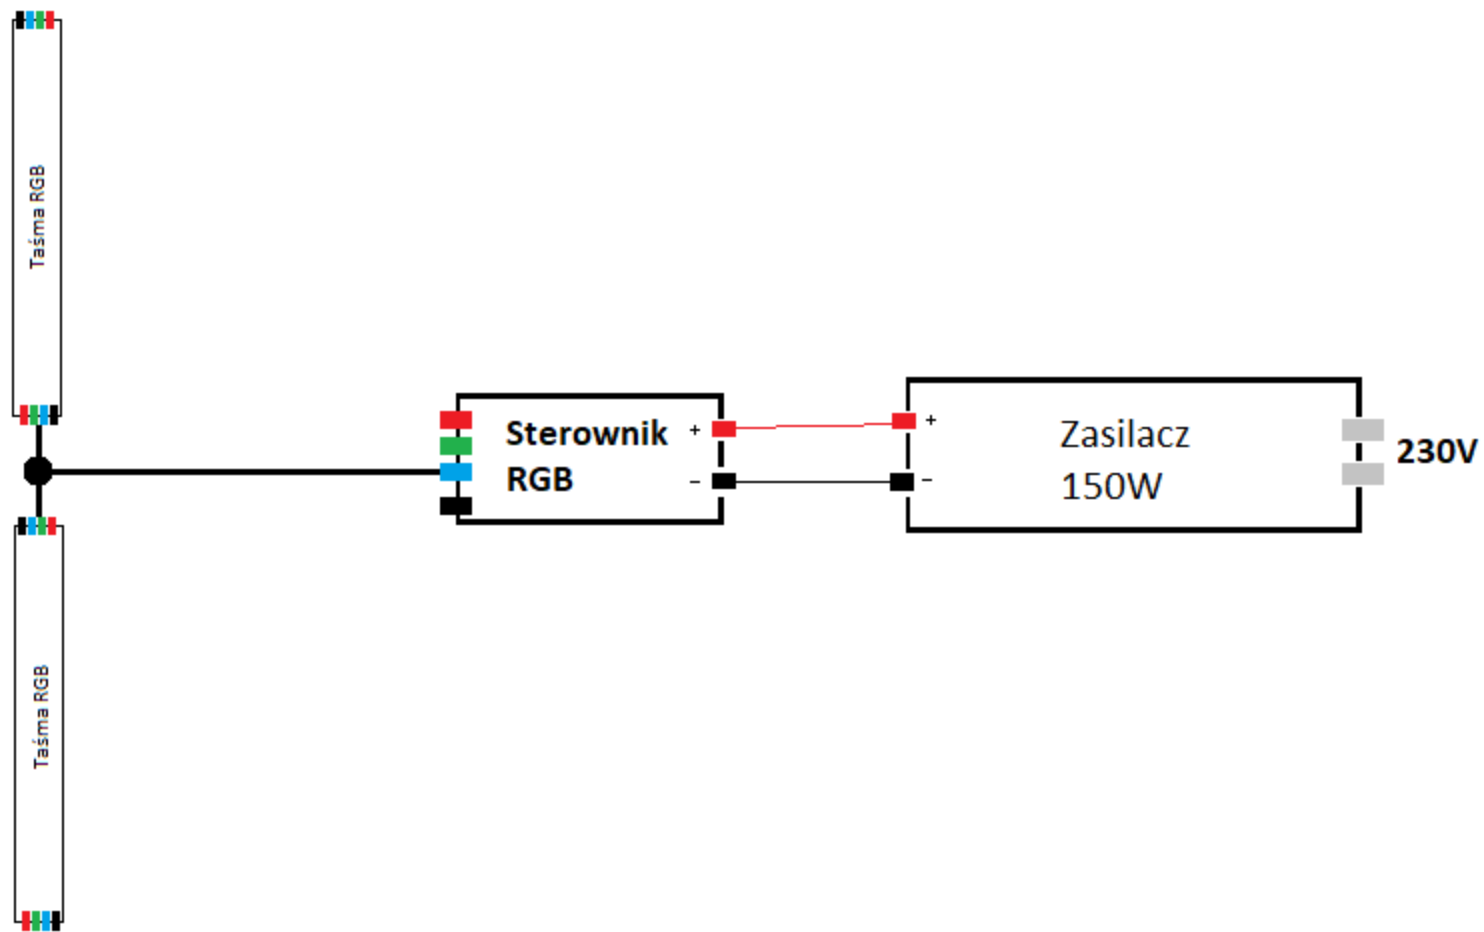 Taśma RGB
Sterownik
RGB
+
−
+
−
Zasilacz
150W
230V
Taśma RGB